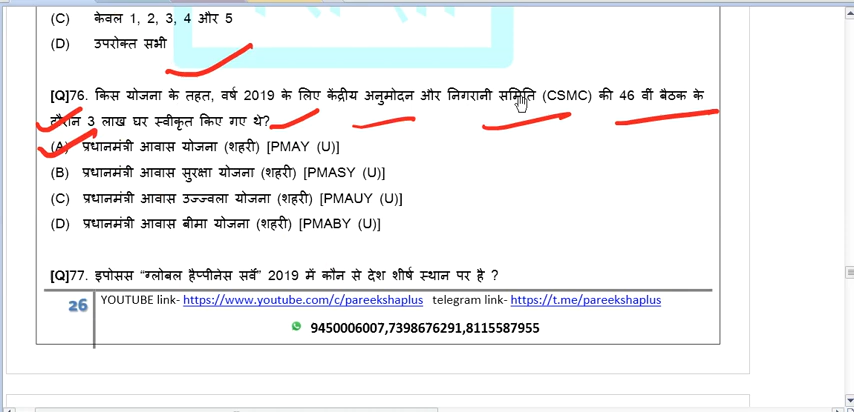 (C) केवल 1, 2, 3, 4 और 5
(D) उपरोक्त सभी
[Q]76. किस योजना के तहत, वर्ष 2019 के लिए केंद्रीय अनुमोदन और निगरानी समिति (CSMC) की 46 वीं बैठक के
दौरान 3 लाख घर स्वीकृत किए गए थे?
(A) प्रधानमंत्री आवास योजना (शहरी) [PMAY (U)]
(B) प्रधानमंत्री आवास सुरक्षा योजना (शहरी) [PMASY (U)]
(C) प्रधानमंत्री आवास उज्ज्वला योजना (शहरी) [PMAUY (U)]
(D) प्रधानमंत्री आवास बीमा योजना (शहरी) [PMABY (U)]
[Q]77. इपोसस “ग्लोबल हैप्पीनेस सर्वे” 2019 में कौन से देश शीर्ष स्थान पर है ?
26 YOUTUBE link- https://www.youtube.com/c/pareekshaplus telegram link- https://t.me/pareekshaplus
9450006007,7398676291,8115587955